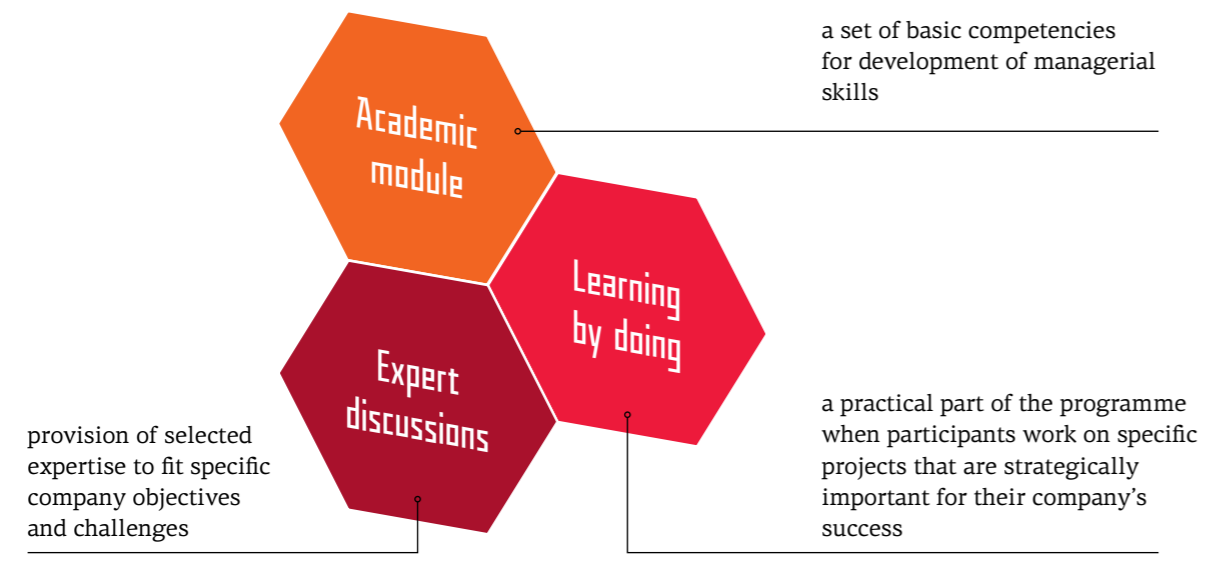 Academic
module
a set of basic competencies
for development of managerial
skills
Learning
by doing
a practical part of the programme
when participants work on specific
projects that are strategically
important for their company's
success
Expert
discussions
provision of selected
expertise to fit specific
company objectives
and challenges